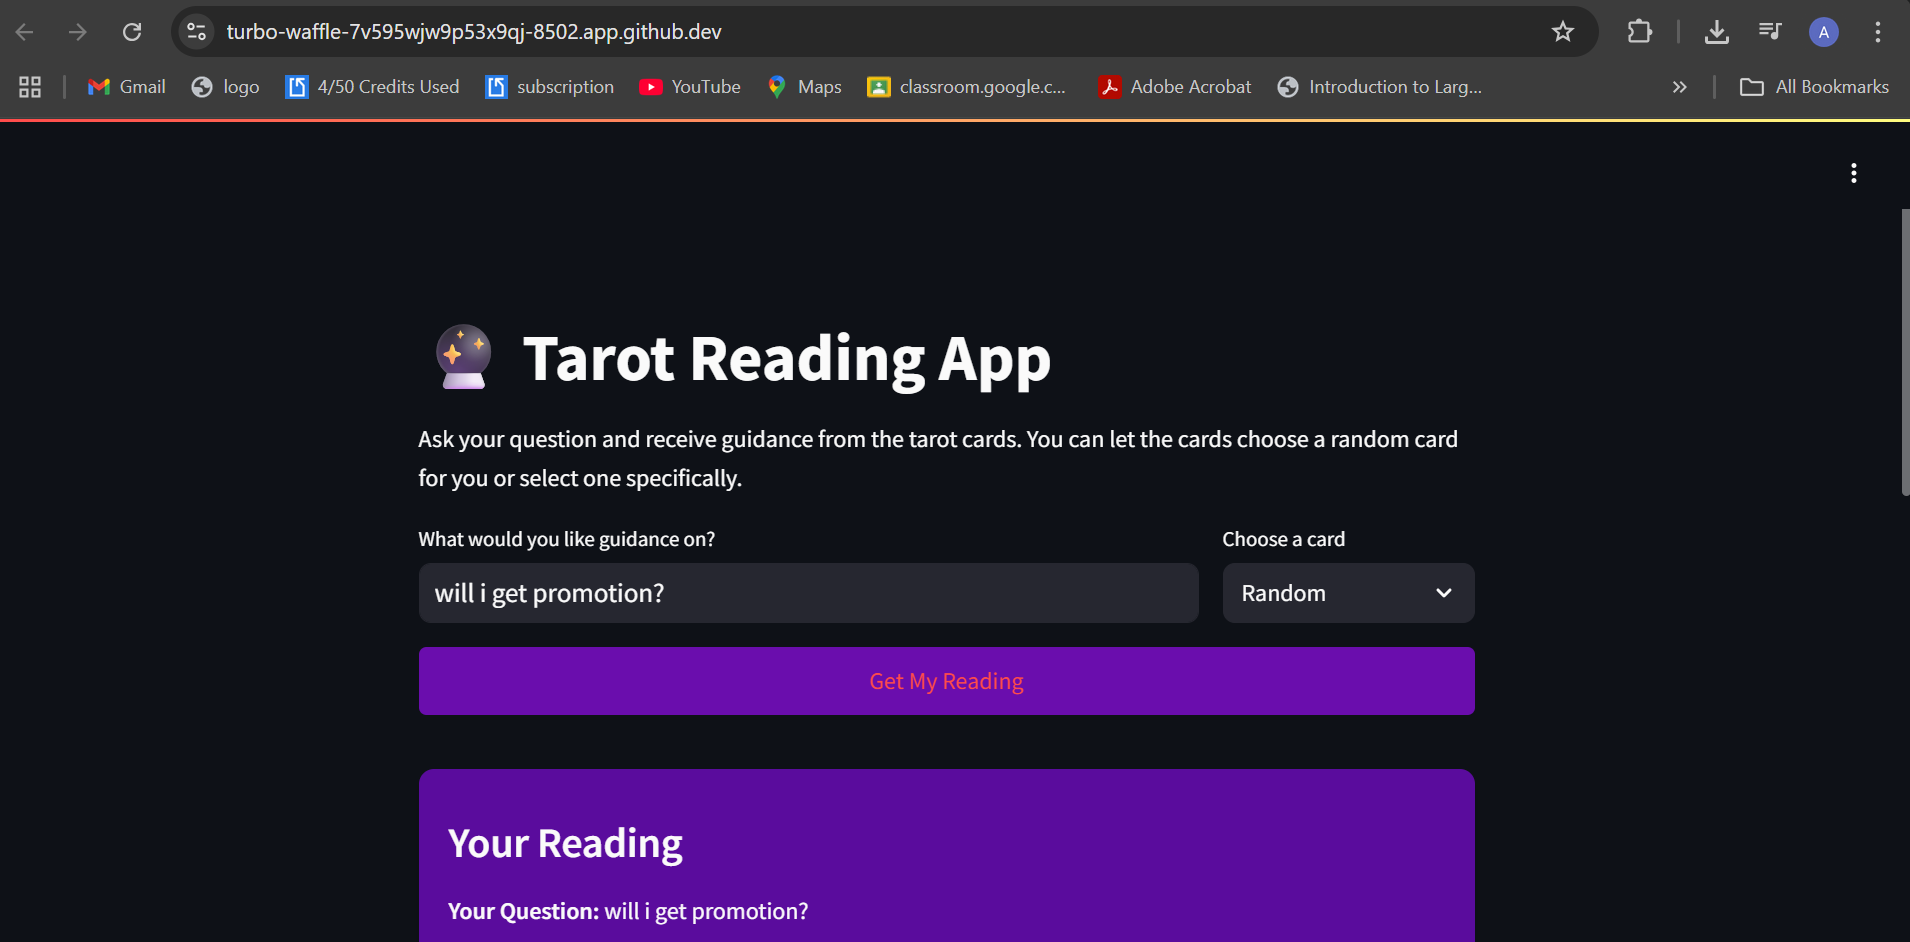 turbo-waffle-7v595wjw9p53x9qj-8502.app.github.dev
A
Gmail
logo
4/50 Credits Used
subscription
YouTube
Maps
classroom.google.c...
Adobe Acrobat
Introduction to Larg...
All Bookmarks
Tarot Reading App
Ask your question and receive guidance from the tarot cards. You can let the cards choose a random card
for you or select one specifically.
What would you like guidance on?
Choose a card
will i get promotion?
Random
Get My Reading
Your Reading
Your Question: will i get promotion?